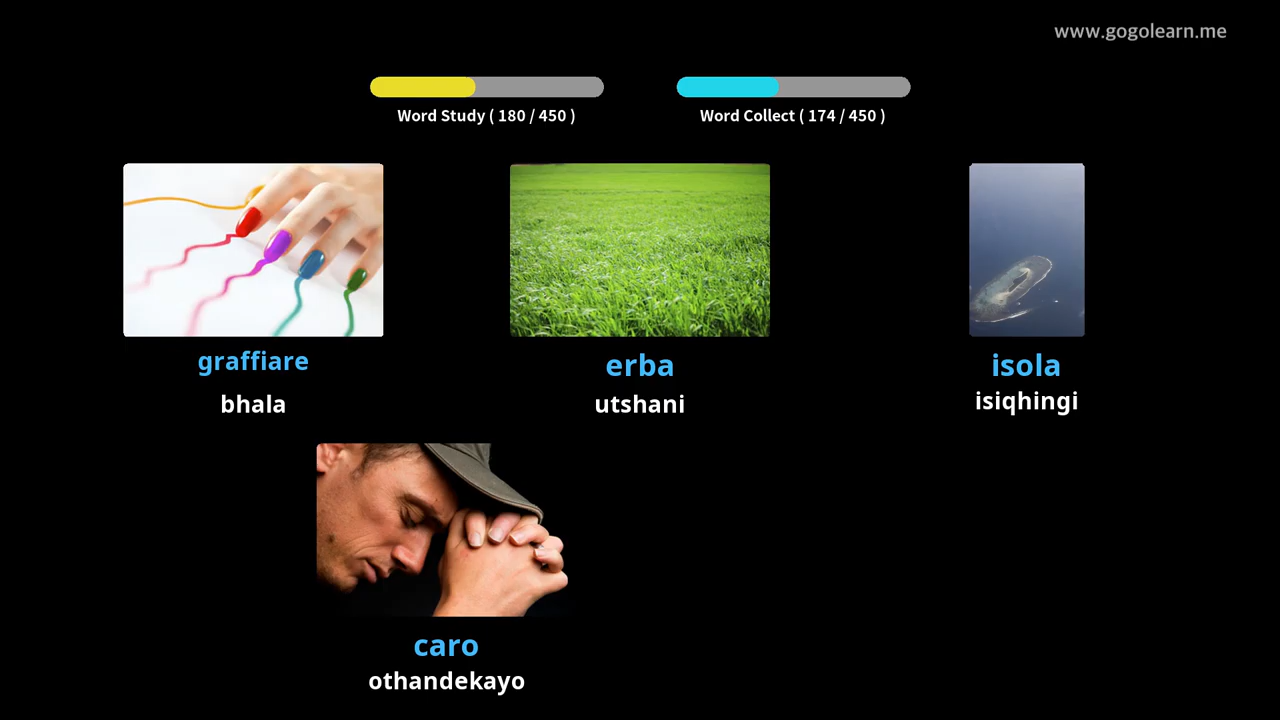 www.gogolearn.me
Word Study ( 180 / 450 )
Word Collect ( 174 / 450 )
graffiare
bhala
erba
utshani
isola
isiqhingi
caro
othandekayo